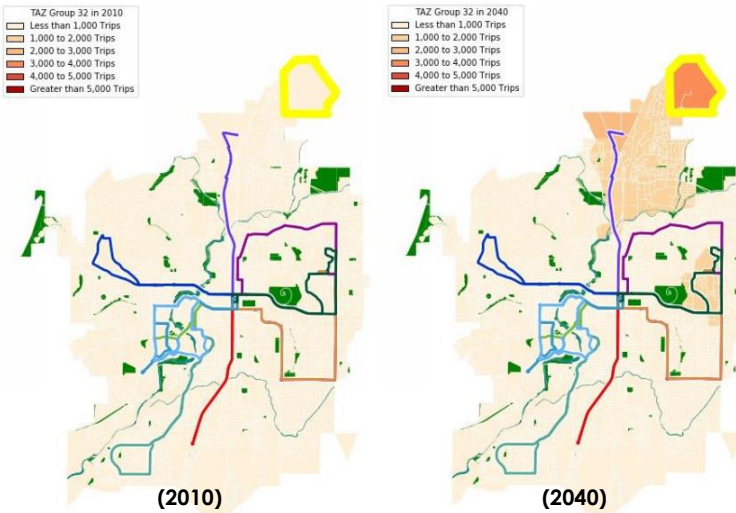 TAZ Group 32 in 2010
Less than 1,000 Trips
1,000 to 2,000 Trips
2,000 to 3,000 Trips
3,000 to 4,000 Trips
4,000 to 5,000 Trips
Greater than 5,000 Trips
(2010)
TAZ Group 32 in 2040
Less than 1,000 Trips
1,000 to 2,000 Trips
2,000 to 3,000 Trips
3,000 to 4,000 Trips
4,000 to 5,000 Trips
Greater than 5,000 Trips
(2040)